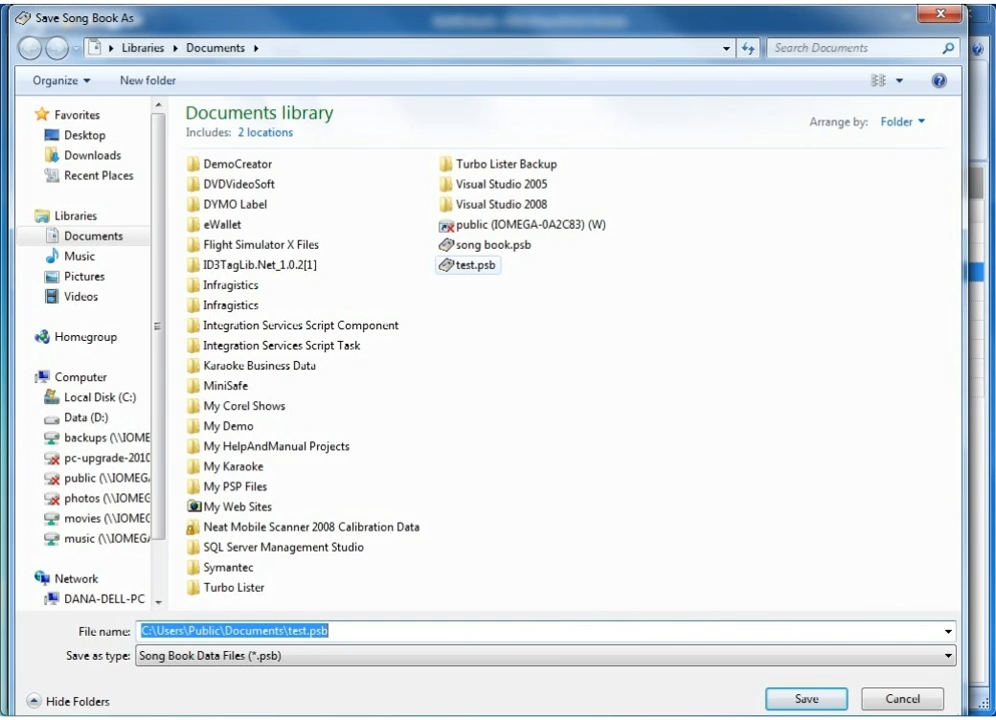 Save Song Book As
Libraries Documents
Search Documents
Organize New folder
Favorites
Desktop
Downloads
Recent Places
Libraries
Documents
Music
Pictures
Videos
Homegroup
Computer
Local Disk (C:)
Data (D:)
backups (\\IOME
pc-upgrade-2010
public (\\IOMEG
photos (\\IOMEG
movies (\\IOMEC
music (\\IOMEG
Network
DANA-DELL-PC
Documents library
Includes: 2 locations
Arrange by: Folder
DemoCreator
DVDVideoSoft
DYMO Label
eWallet
Flight Simulator X Files
ID3TagLib.Net_1.0.2[1]
Infragistics
Infragistics
Integration Services Script Component
Integration Services Script Task
Karaoke Business Data
MiniSafe
My Corel Shows
My Demo
My HelpAndManual Projects
My Karaoke
My PSP Files
My Web Sites
Neat Mobile Scanner 2008 Calibration Data
SQL Server Management Studio
Symantec
Turbo Lister
Turbo Lister Backup
Visual Studio 2005
Visual Studio 2008
public (IOMEGA-0A2C83) (W)
song book.psb
test.psb
File name: C:\Users\Public\Documents\test.psb
Save as type: Song Book Data Files (*.psb)
Hide Folders
Save
Cancel